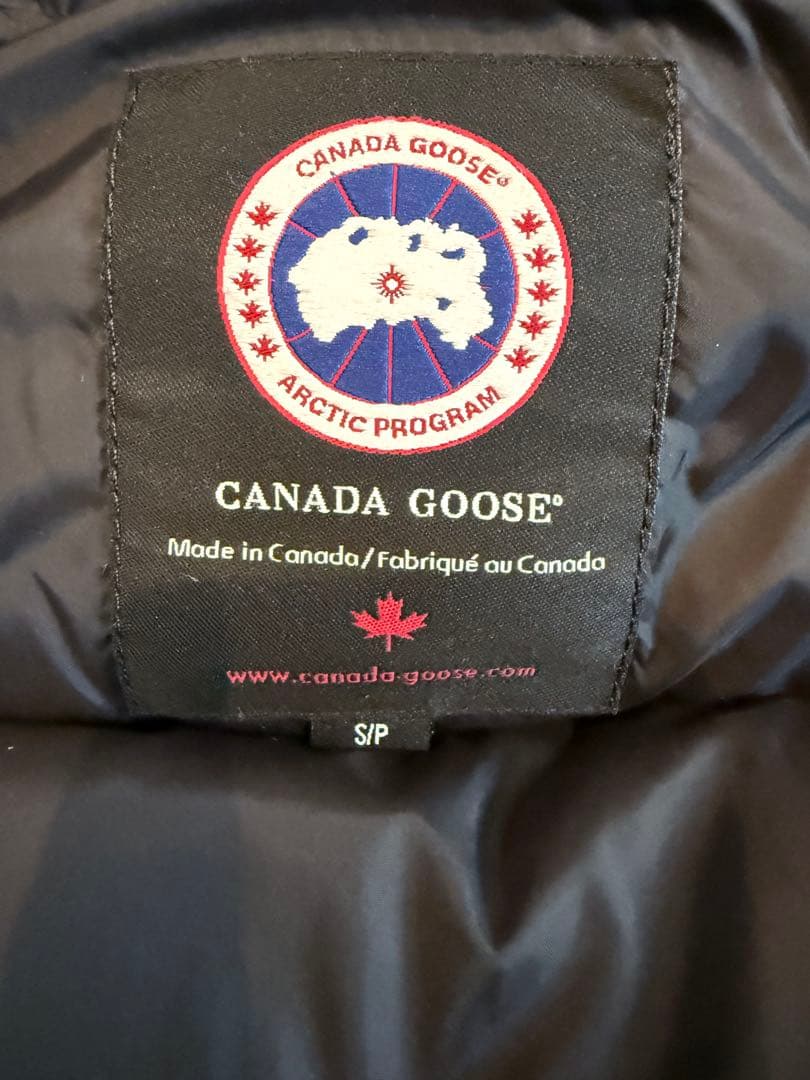 CANADA GOOSE®
ARCTIC PROGRAM
CANADA GOOSE®
Made in Canada/Fabriqué au Canada
www.canada-goose.com
S/P